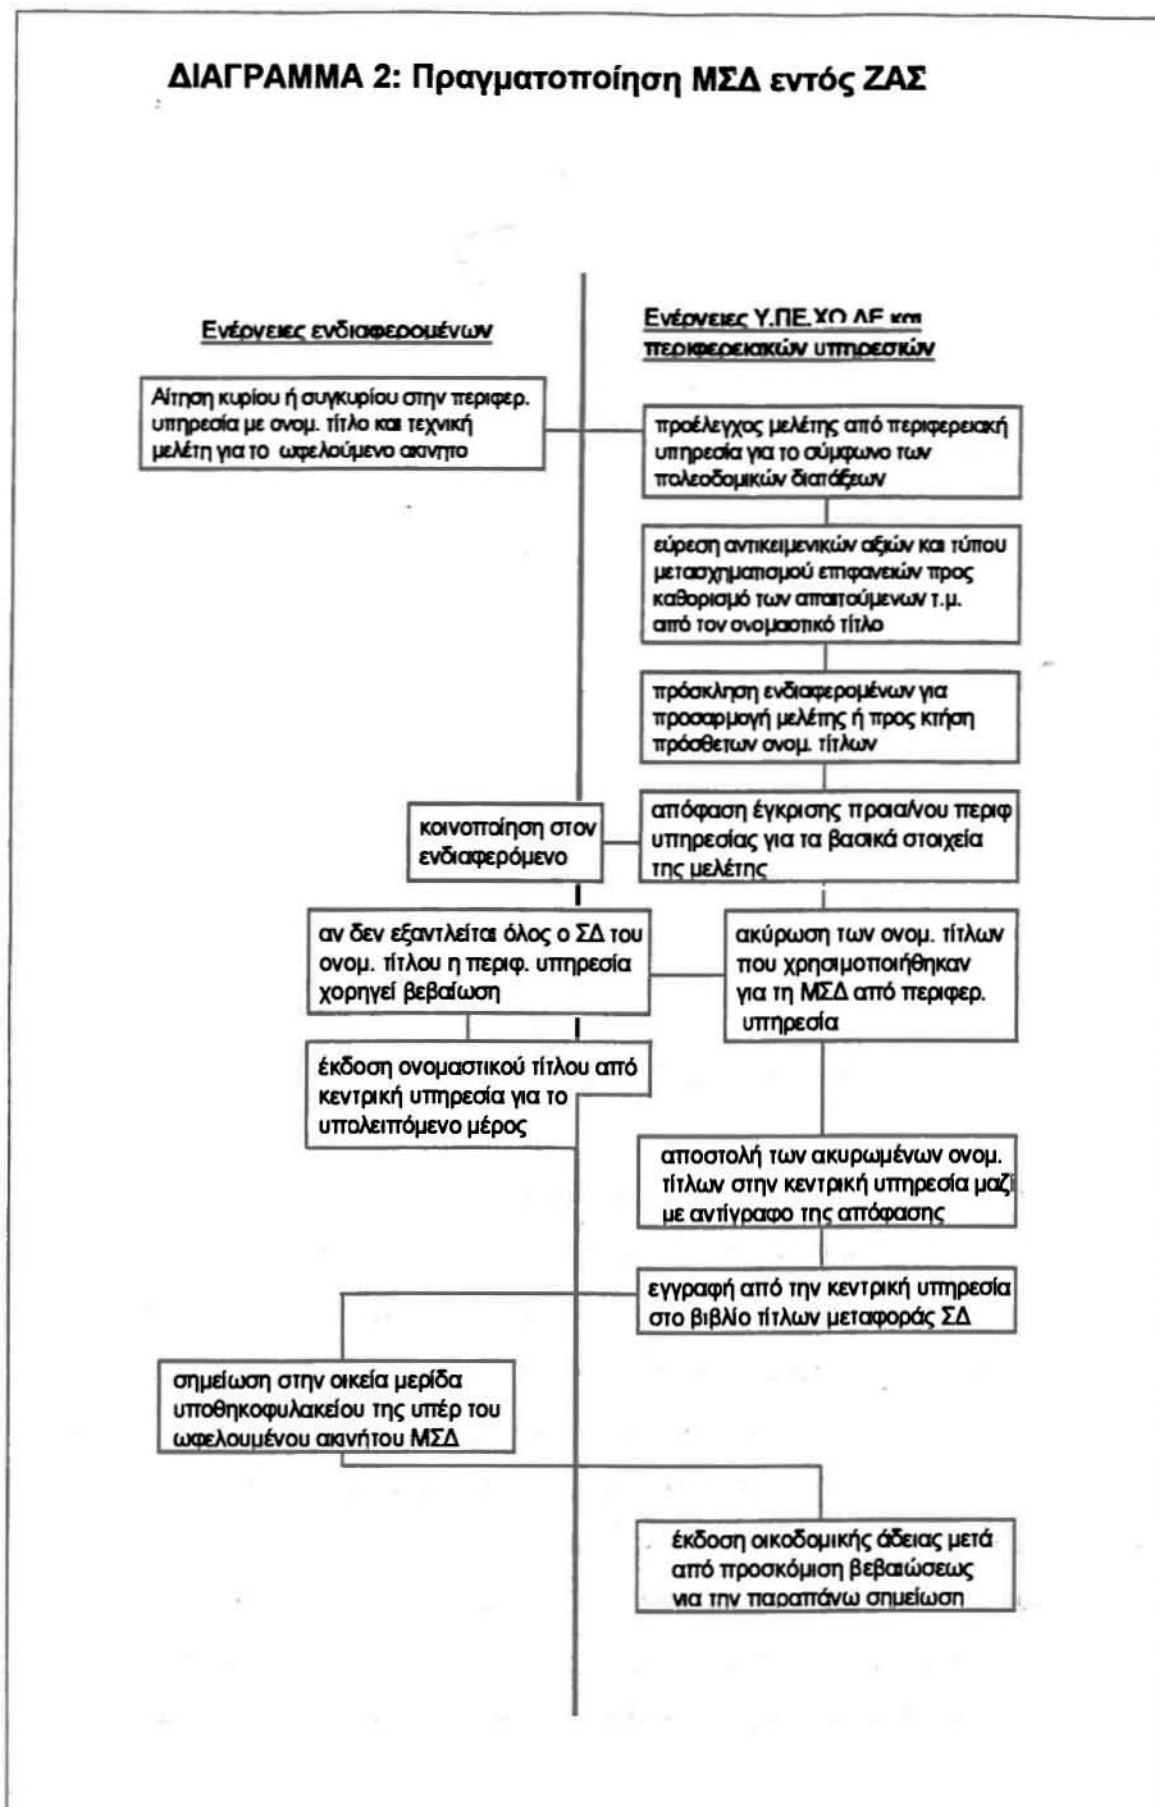 ΔΙΑΓΡΑΜΜΑ 2: Πραγματοποίηση ΜΣΔ εντός ΖΑΣ
Ενέργειες ενδιαφερομένων
Ενέργειες Υ.ΠΕ.ΧΩ.ΔΕ και
περιφερειακών υπηρεσιών
Αίτηση κυρίου ή συγκυρίου στην περιφερ.
υπηρεσία με ονομ. τίτλο και τεχνική
μελέτη για το ωφελούμενο ακινητο
προέλεγχος μελέτης από περιφερειακή
υπηρεσία για το σύμφωνο των
πολεοδομικών διατάξεων
εύρεση αντικειμενικών αξιών και τύπου
μετασχηματισμού επιφανειών προς
καθορισμό των απαιτούμενων τ.μ.
από τον ονομαστικό τίτλο
πρόσκληση ενδιαφερομένων για
προσαρμογή μελέτης ή προς κτήση
πρόσθετων ονομ. τίτλων
κοινοποίηση στον
ενδιαφερόμενο
απόφαση έγκρισης προια/νου περιφ
υπηρεσίας για τα βασικά στοιχεία
της μελέτης
αν δεν εξαντλείται όλος ο ΣΔ του
ονομ. τίτλου η περιφ. υπηρεσία
χορηγεί βεβαίωση
ακύρωση των ονομ. τίτλων
που χρησιμοποιήθηκαν
για τη ΜΣΔ από περιφερ.
υπηρεσία
έκδοση ονομαστικού τίτλου από
κεντρική υπηρεσία για το
υπολειπόμενο μέρος
αποστολή των ακυρωμένων ονομ.
τίτλων στην κεντρική υπηρεσία μαζί
με αντίγραφο της απόφασης
εγγραφή από την κεντρική υπηρεσία
στο βιβλίο τίτλων μεταφοράς ΣΔ
σημείωση στην οικεία μερίδα
υποθηκοφυλακείου της υπέρ του
ωφελουμένου ακινήτου ΜΣΔ
έκδοση οικοδομικής άδειας μετά
από προσκόμιση βεβαιώσεως
για την παραπάνω σημείωση